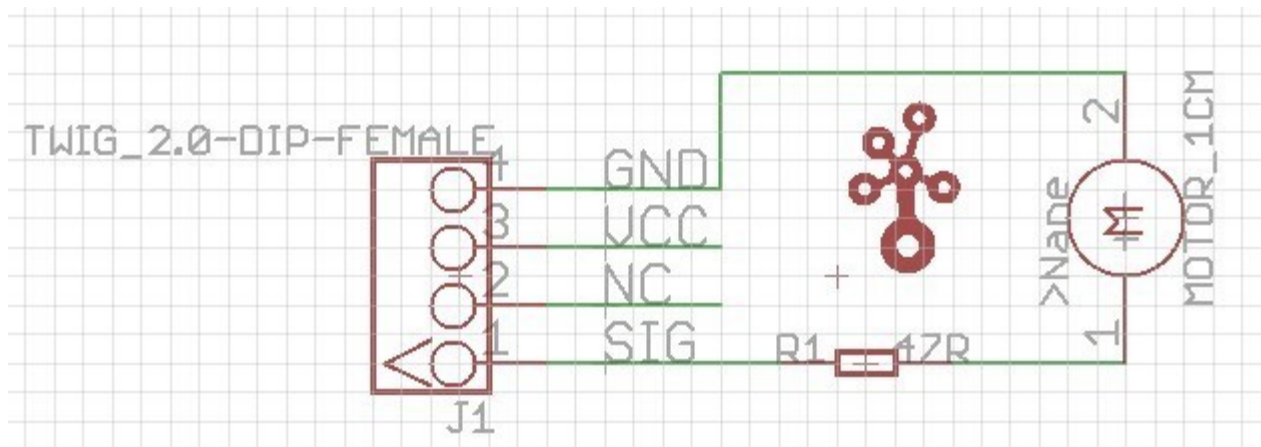 TWIG_2.0-DIP-FEMALE
4
GND
3
VCC
2
NC
1
SIG
J1
R1
47R
2
1
M
>Name
MOTOR_1CM